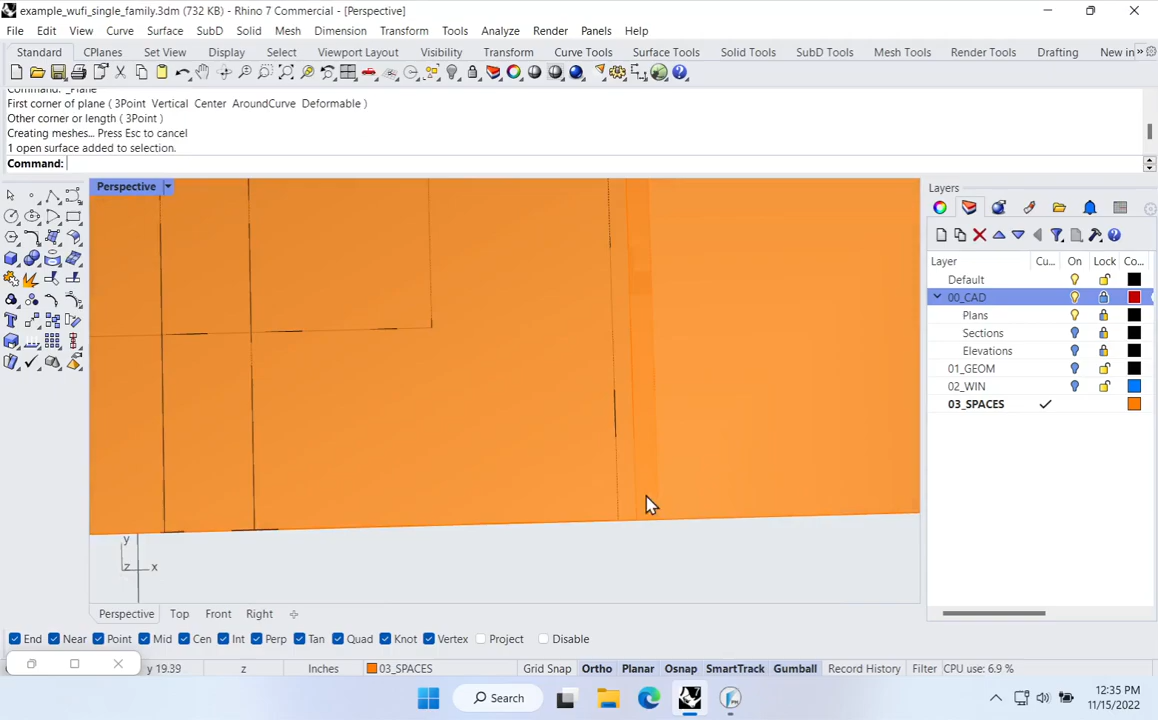 example_wufi_single_family.3dm (732 KB) - Rhino 7 Commercial - [Perspective]
File Edit View Curve Surface SubD Solid Mesh Dimension Transform Tools Analyze Render Panels Help
Standard CPlanes Set View Display Select Viewport Layout Visibility Transform Curve Tools Surface Tools Solid Tools SubD Tools Mesh Tools Render Tools Drafting New in
Command: _Plane
First corner of plane ( 3Point Vertical Center AroundCurve Deformable )
Other corner or length ( 3Point )
Creating meshes... Press Esc to cancel
1 open surface added to selection.
Command:
Perspective
Layers
Layer Cu... On Lock Co...
Default
00_CAD
Plans
Sections
Elevations
01_GEOM
02_WIN
03_SPACES
y
z x
Perspective Top Front Right
End Near Point Mid Cen Int Perp Tan Quad Knot Vertex Project Disable
y 19.39 z Inches 03_SPACES Grid Snap Ortho Planar Osnap SmartTrack Gumball Record History Filter CPU use: 6.9 %
Search
12:35 PM
11/15/2022